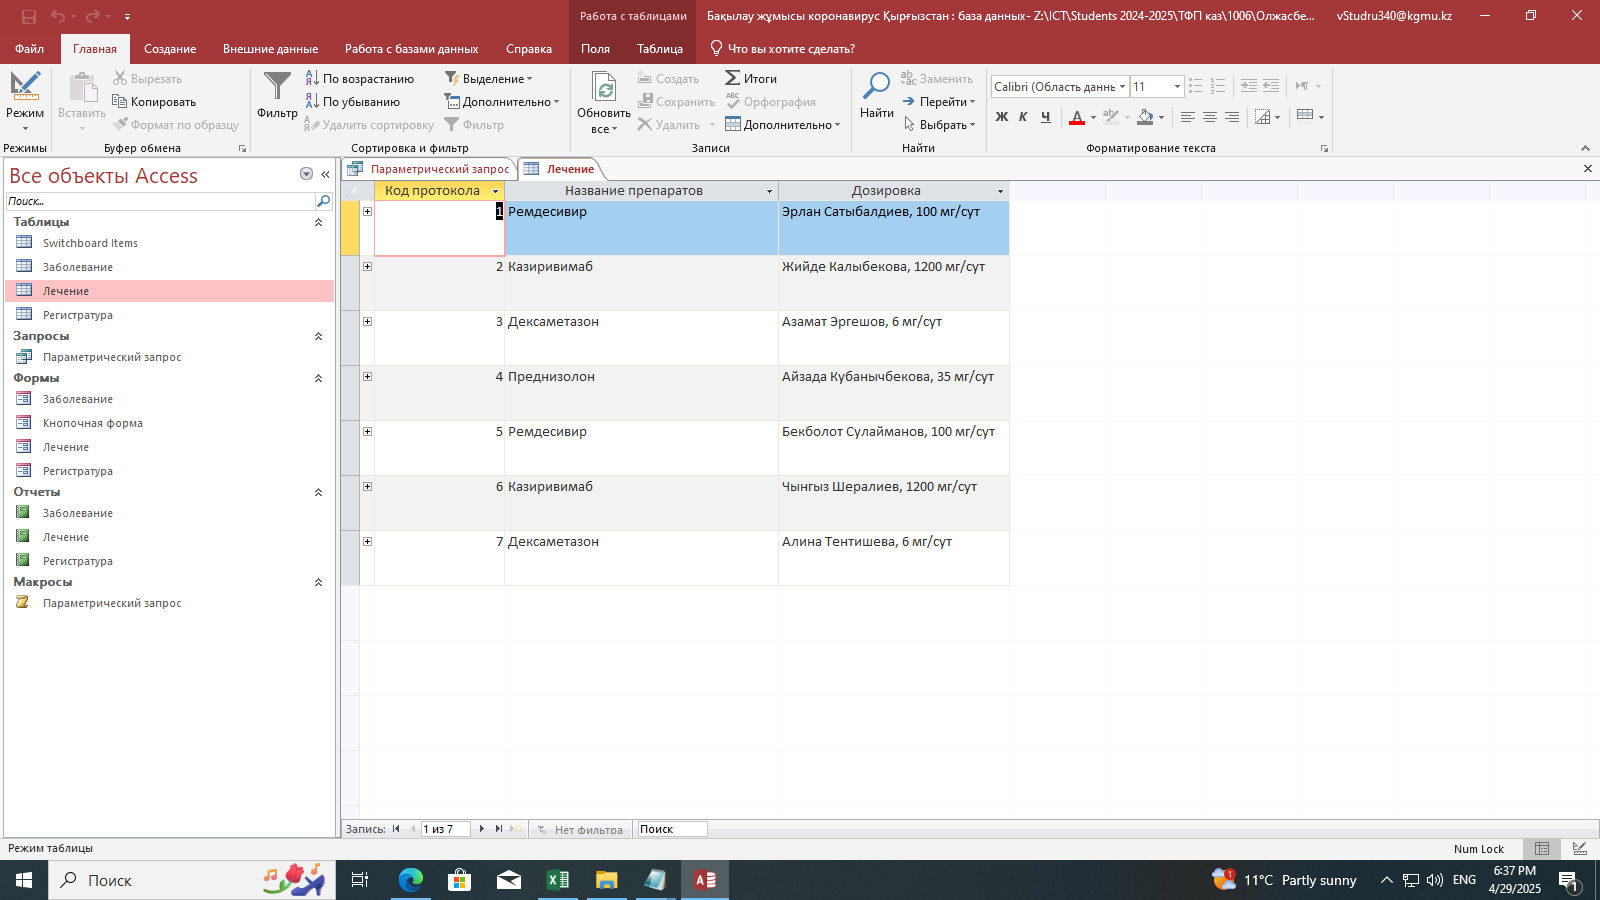 Работа с таблицами
Бақылау жұмысы коронавирус Қырғызстан : база данных- Z:\ICT\Students 2024-2025\ТФП каз\1006\Олжасбе...
vStudru340@kgmu.kz
Файл Главная Создание Внешние данные Работа с базами данных Справка Поля Таблица Что вы хотите сделать?
Режим
Режимы
Вставить
Вырезать
Копировать
Формат по образцу
Буфер обмена
Фильтр
По возрастанию
По убыванию
Удалить сортировку
Выделение
Дополнительно
Фильтр
Сортировка и фильтр
Обновить
все
Создать
Сохранить
Удалить
Итоги
Орфография
Дополнительно
Записи
Найти
Заменить
Перейти
Выбрать
Найти
Calibri (Область данн 11
Ж К Ч
Форматирование текста
Все объекты Access
Поиск...
Таблицы
Switchboard Items
Заболевание
Лечение
Регистратура
Запросы
Параметрический запрос
Формы
Заболевание
Кнопочная форма
Лечение
Регистратура
Отчеты
Заболевание
Лечение
Регистратура
Макросы
Параметрический запрос
Параметрический запрос Лечение
Код протокола Название препаратов Дозировка
1 Ремдесивир Эрлан Сатыбалдиев, 100 мг/сут
2 Казиривимаб Жийде Калыбекова, 1200 мг/сут
3 Дексаметазон Азамат Эргешов, 6 мг/сут
4 Преднизолон Айзада Кубанычбекова, 35 мг/сут
5 Ремдесивир Бекболот Сулайманов, 100 мг/сут
6 Казиривимаб Чынгыз Шералиев, 1200 мг/сут
7 Дексаметазон Алина Тентишева, 6 мг/сут
Запись: 1 из 7 Нет фильтра Поиск
Режим таблицы
Num Lock
Поиск
1
11°C Partly sunny
ENG
6:37 PM
4/29/2025
1